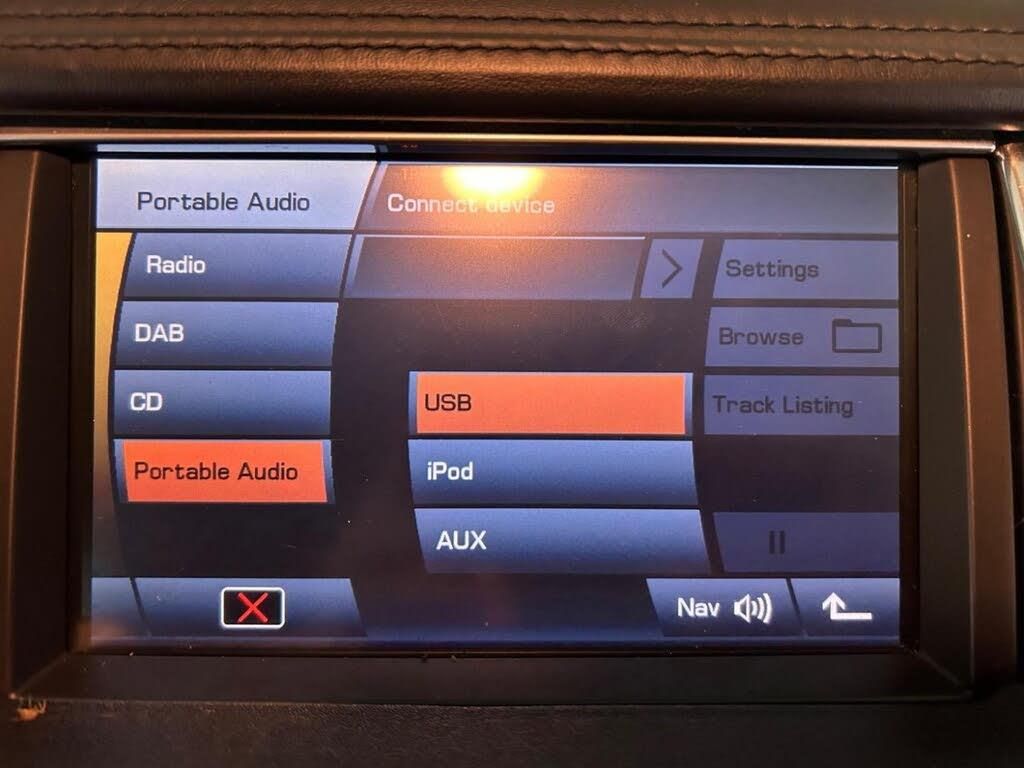 Portable Audio
Connect device
Radio
Settings
DAB
Browse
CD
USB
Track Listing
Portable Audio
iPod
AUX
Nav